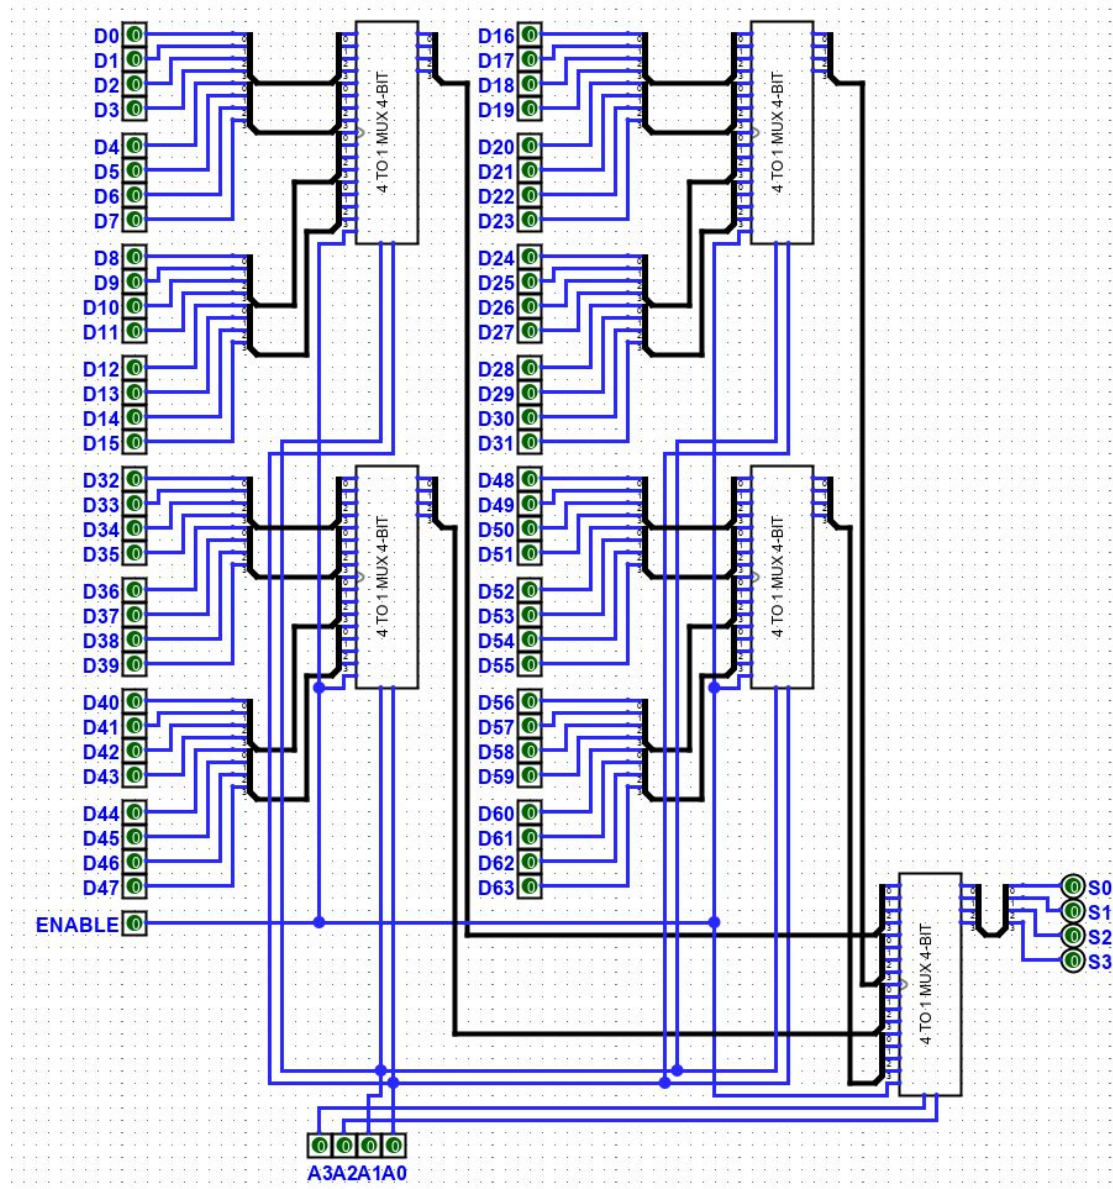 D0
D1
D2
D3
D4
D5
D6
D7
D8
D9
D10
D11
D12
D13
D14
D15
4 TO 1 MUX 4-BIT
D16
D17
D18
D19
D20
D21
D22
D23
D24
D25
D26
D27
D28
D29
D30
D31
4 TO 1 MUX 4-BIT
D32
D33
D34
D35
D36
D37
D38
D39
D40
D41
D42
D43
D44
D45
D46
D47
4 TO 1 MUX 4-BIT
D48
D49
D50
D51
D52
D53
D54
D55
D56
D57
D58
D59
D60
D61
D62
D63
4 TO 1 MUX 4-BIT
ENABLE
4 TO 1 MUX 4-BIT
S0
S1
S2
S3
A3 A2 A1 A0